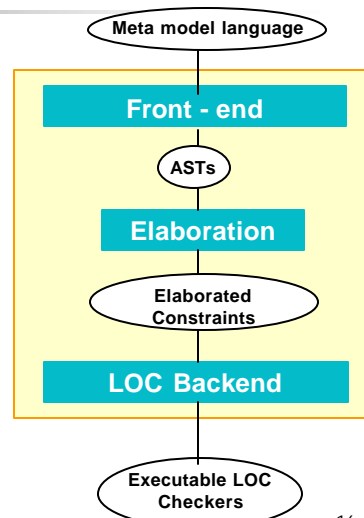 Meta model language
Front - end
ASTs
Elaboration
Elaborated
Constraints
LOC Backend
Executable LOC
Checkers